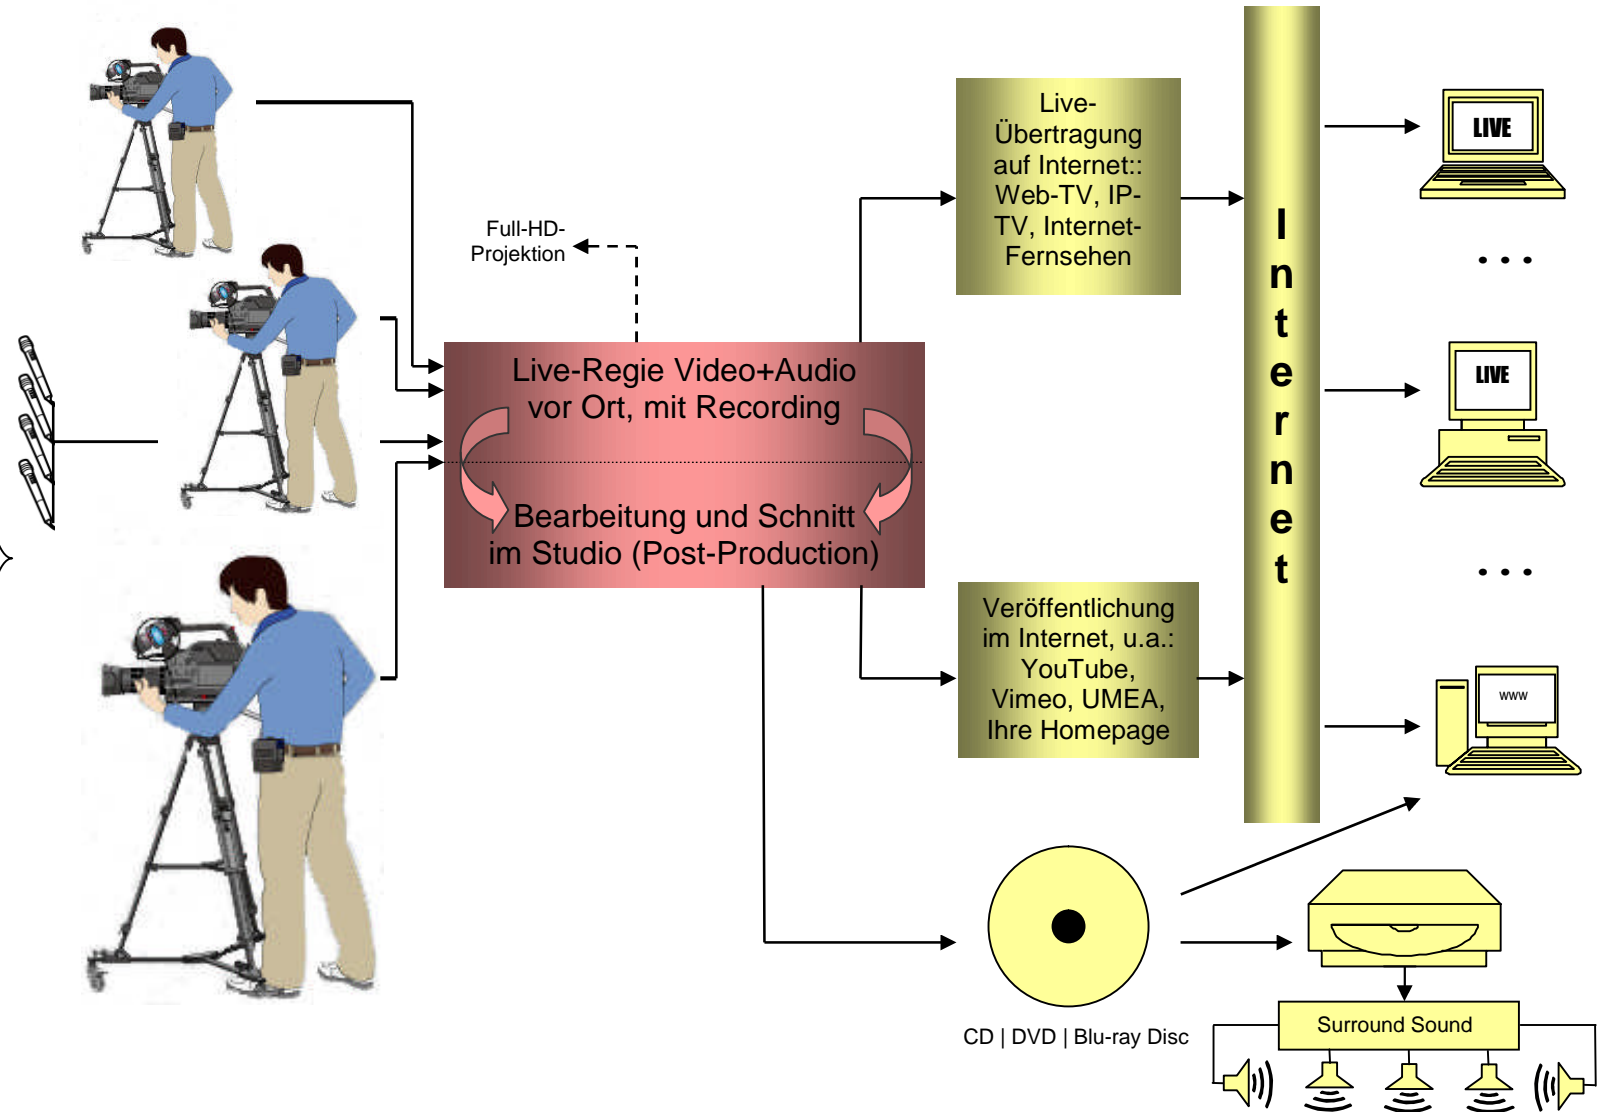 Full-HD-
Projektion
Live-Regie Video+Audio
vor Ort, mit Recording
Bearbeitung und Schnitt
im Studio (Post-Production)
Live-
Übertragung
auf Internet::
Web-TV, IP-
TV, Internet-
Fernsehen
Veröffentlichung
im Internet, u.a.:
YouTube,
Vimeo, UMEA,
Ihre Homepage
I
n
t
e
r
n
e
t
LIVE
...
LIVE
...
www
CD | DVD | Blu-ray Disc
Surround Sound